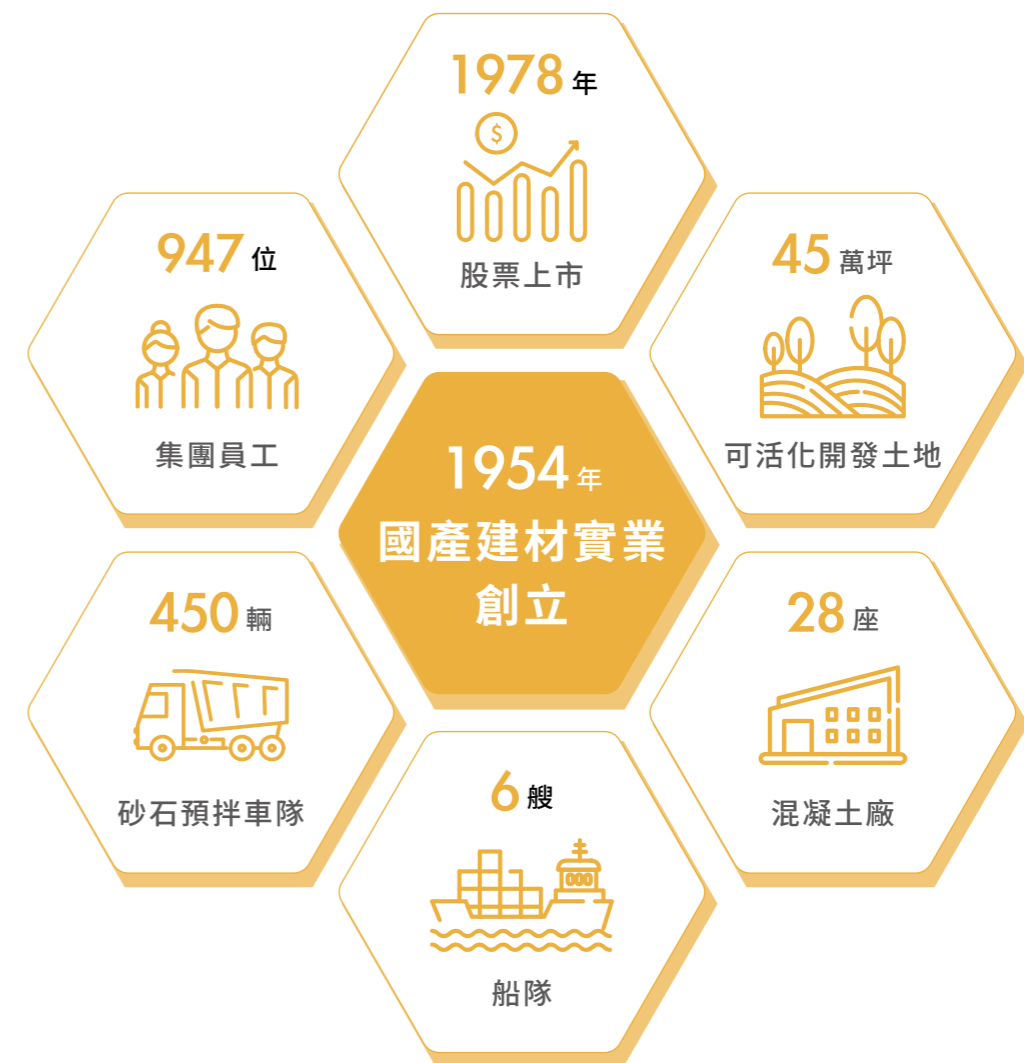 1978 年
$
股票上市
947 位
集團員工
45 萬坪
可活化開發土地
1954 年
國產建材實業
創立
450 輛
砂石預拌車隊
28 座
混凝土廠
6 艘
船隊